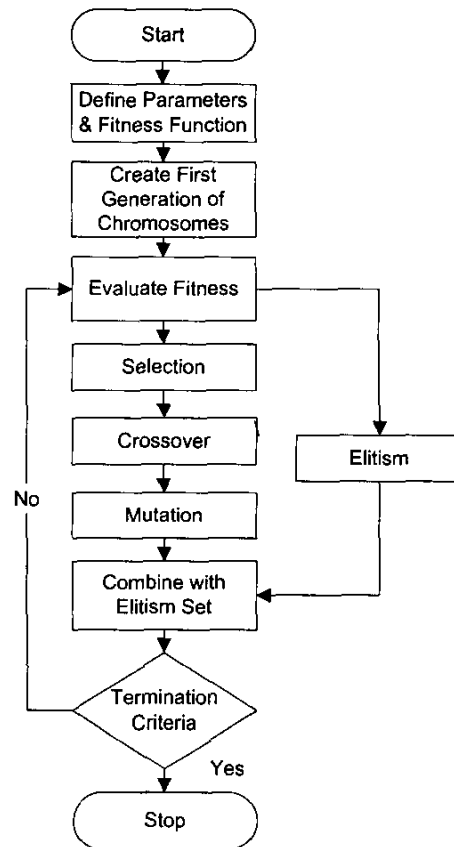 Start
Define Parameters
& Fitness Function
Create First
Generation of
Chromosomes
Evaluate Fitness
Selection
Crossover
Elitism
No
Mutation
Combine with
Elitism Set
Termination
Criteria
Yes
Stop